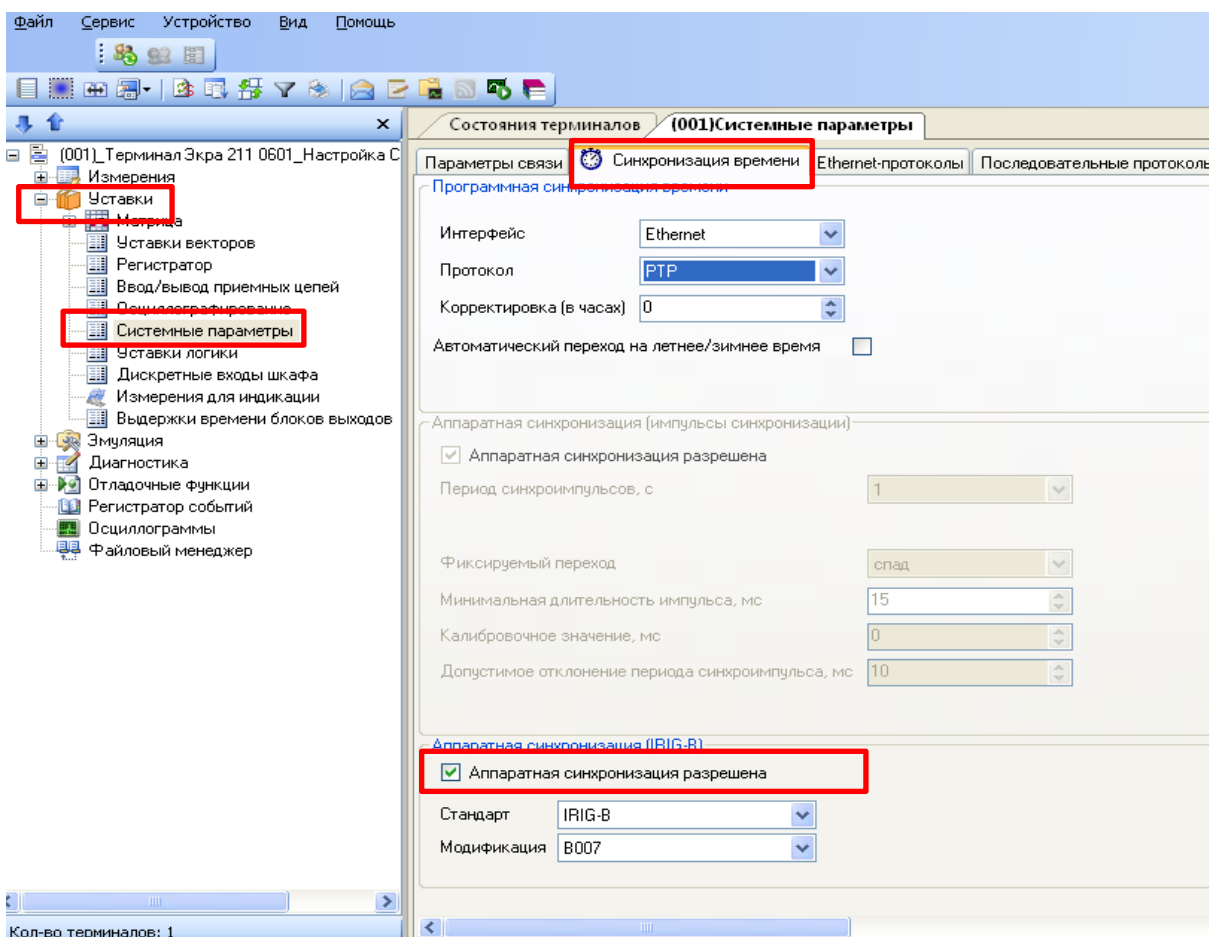 Файл Сервис Устройство Вид Помощь
Состояния терминалов (001)Системные параметры
(001)_Терминал Экра 211 0601_Настройка С
Измерения
Уставки
Матрица
Уставки векторов
Регистратор
Ввод/вывод приемных цепей
Осциллографирование
Системные параметры
Уставки логики
Дискретные входы шкафа
Измерения для индикации
Выдержки времени блоков выходов
Эмуляция
Диагностика
Отладочные функции
Регистратор событий
Осциллограммы
Файловый менеджер
Кол-во терминалов: 1
Параметры связи Синхронизация времени Ethernet-протоколы Последовательные протоколь
Программная синхронизация времени
Интерфейс Ethernet
Протокол PTP
Корректировка (в часах) 0
Автоматический переход на летнее/зимнее время
Аппаратная синхронизация (импульсы синхронизации)
Аппаратная синхронизация разрешена
Период синхроимпульсов, с 1
Фиксируемый переход спад
Минимальная длительность импульса, мс 15
Калибровочное значение, мс 0
Допустимое отклонение периода синхроимпульса, мс 10
Аппаратная синхронизация (IRIG-B)
Аппаратная синхронизация разрешена
Стандарт IRIG-B
Модификация B007